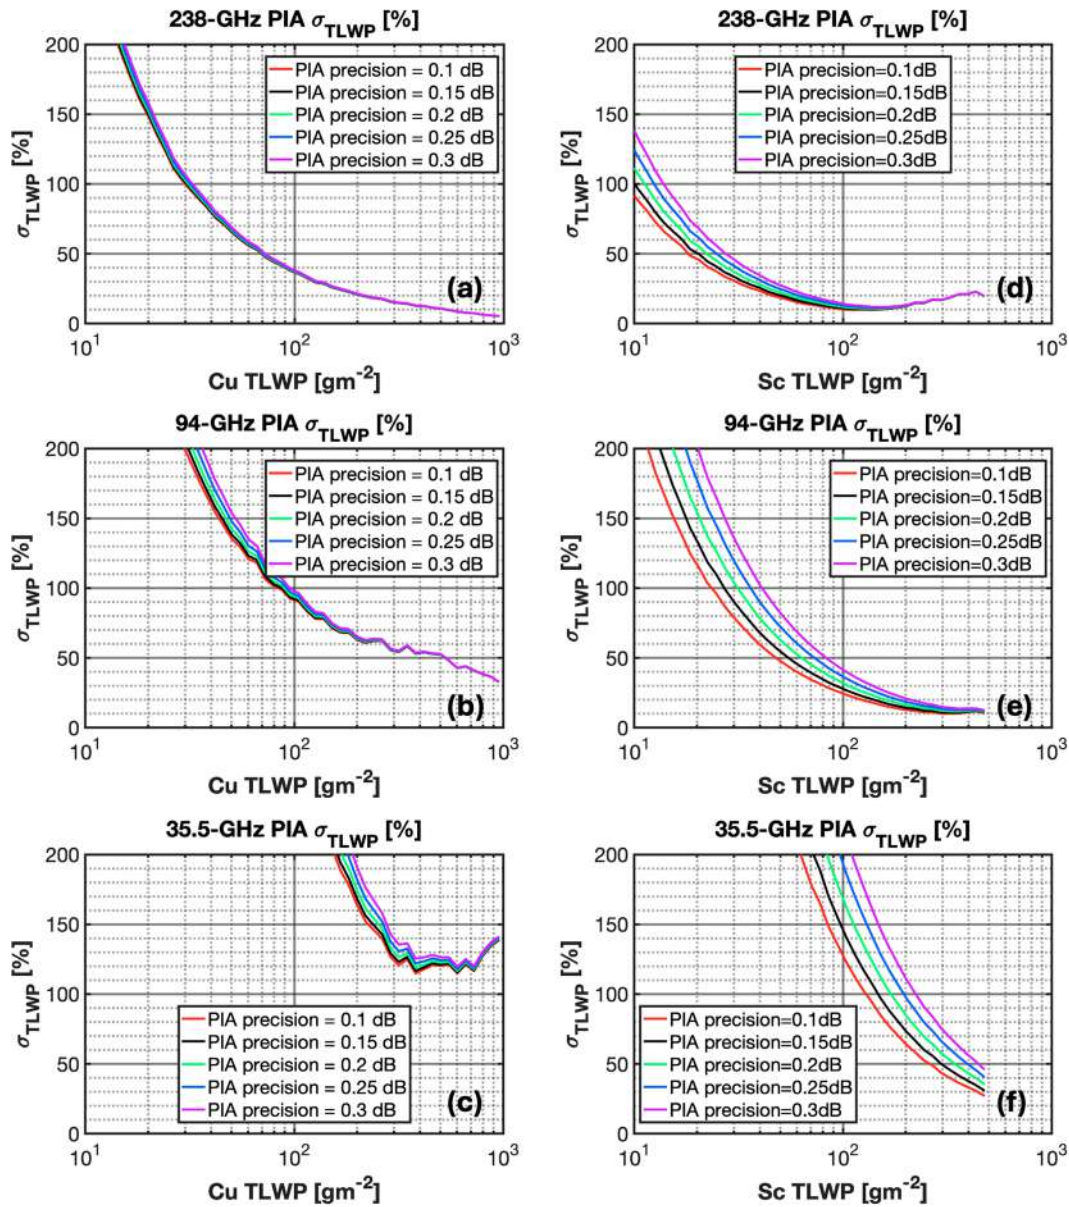 238-GHz PIA σTLWP [%]
200
150
100
50
0
σTLWP [%]
PIA precision = 0.1 dB
PIA precision = 0.15 dB
PIA precision = 0.2 dB
PIA precision = 0.25 dB
PIA precision = 0.3 dB
(a)
10^1
10^2
10^3
Cu TLWP [gm^-2]
238-GHz PIA σTLWP [%]
200
150
100
50
0
σTLWP [%]
PIA precision=0.1dB
PIA precision=0.15dB
PIA precision=0.2dB
PIA precision=0.25dB
PIA precision=0.3dB
(d)
10^1
10^2
10^3
Sc TLWP [gm^-2]
94-GHz PIA σTLWP [%]
200
150
100
50
0
σTLWP [%]
PIA precision = 0.1 dB
PIA precision = 0.15 dB
PIA precision = 0.2 dB
PIA precision = 0.25 dB
PIA precision = 0.3 dB
(b)
10^1
10^2
10^3
Cu TLWP [gm^-2]
94-GHz PIA σTLWP [%]
200
150
100
50
0
σTLWP [%]
PIA precision=0.1dB
PIA precision=0.15dB
PIA precision=0.2dB
PIA precision=0.25dB
PIA precision=0.3dB
(e)
10^1
10^2
10^3
Sc TLWP [gm^-2]
35.5-GHz PIA σTLWP [%]
200
150
100
50
0
σTLWP [%]
PIA precision = 0.1 dB
PIA precision = 0.15 dB
PIA precision = 0.2 dB
PIA precision = 0.25 dB
PIA precision = 0.3 dB
(c)
10^1
10^2
10^3
Cu TLWP [gm^-2]
35.5-GHz PIA σTLWP [%]
200
150
100
50
0
σTLWP [%]
PIA precision=0.1dB
PIA precision=0.15dB
PIA precision=0.2dB
PIA precision=0.25dB
PIA precision=0.3dB
(f)
10^1
10^2
10^3
Sc TLWP [gm^-2]